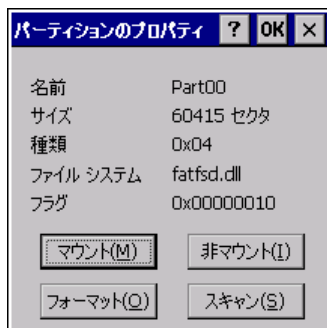 パーティションのプロパティ ? OK ×
名前 Part00
サイズ 60415 セクタ
種類 0x04
ファイル システム fatfsd.dll
フラグ 0x00000010
マウント(M) 非マウント(I)
フォーマット(O) スキャン(S)